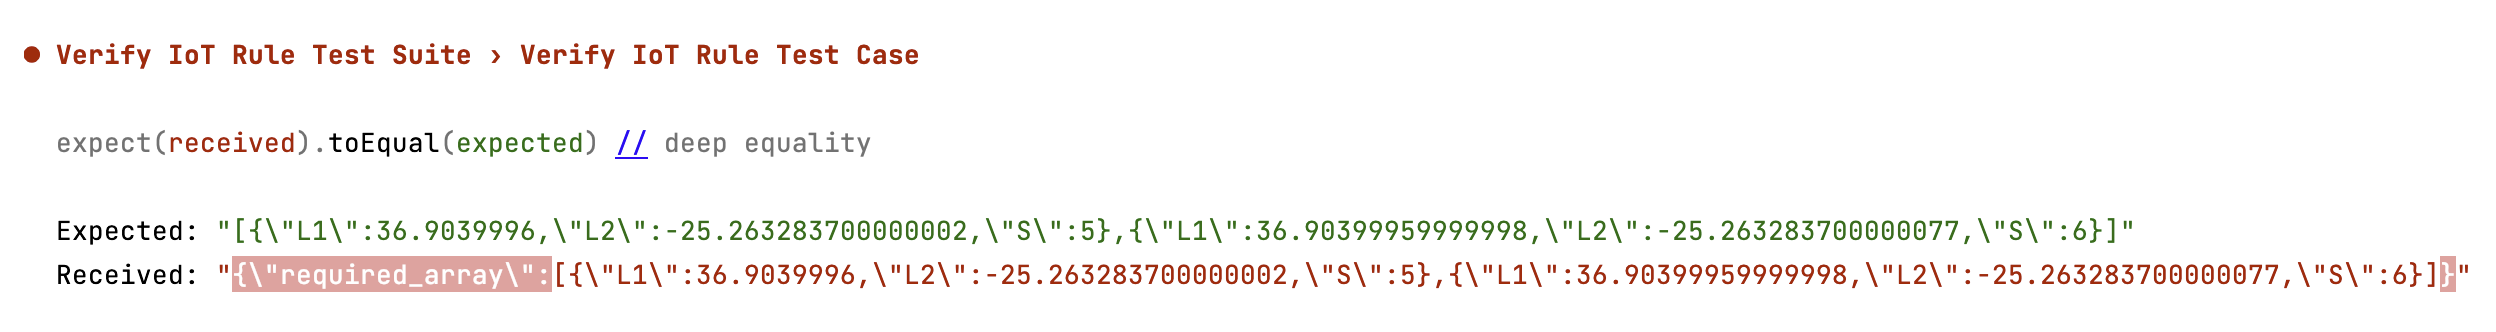 ● Verify IoT Rule Test Suite › Verify IoT Rule Test Case
expect(received).toEqual(expected) // deep equality
Expected: "[{\"L1\":36.9039996,\"L2\":-25.263283700000002,\"S\":5},{\"L1\":36.90399959999998,\"L2\":-25.263283700000077,\"S\":6}]"
Received: "{\"required_array\":[{\"L1\":36.9039996,\"L2\":-25.263283700000002,\"S\":5},{\"L1\":36.90399959999998,\"L2\":-25.263283700000077,\"S\":6}]}"